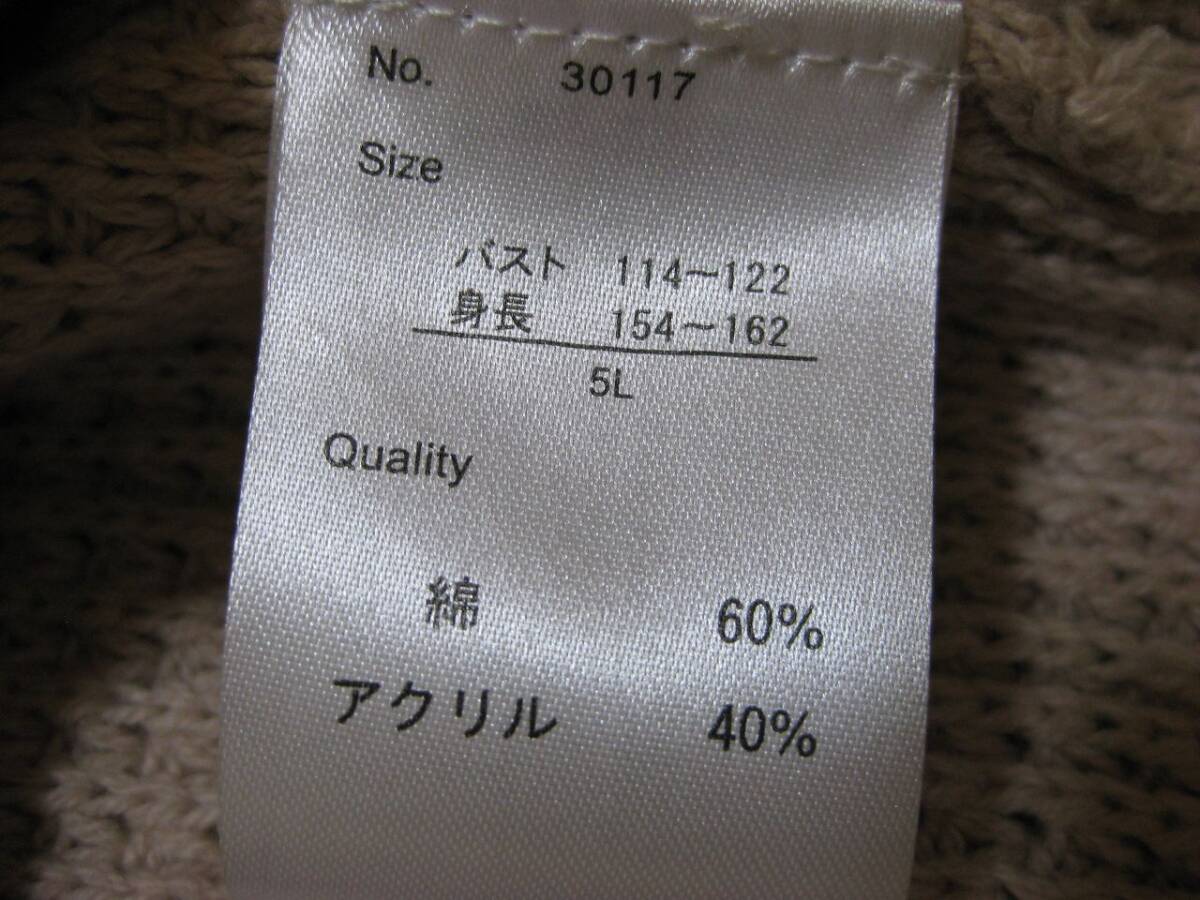 No. 30117
Size
バスト 114～122
身長 154～162
5L
Quality
綿 60%
アクリル 40%